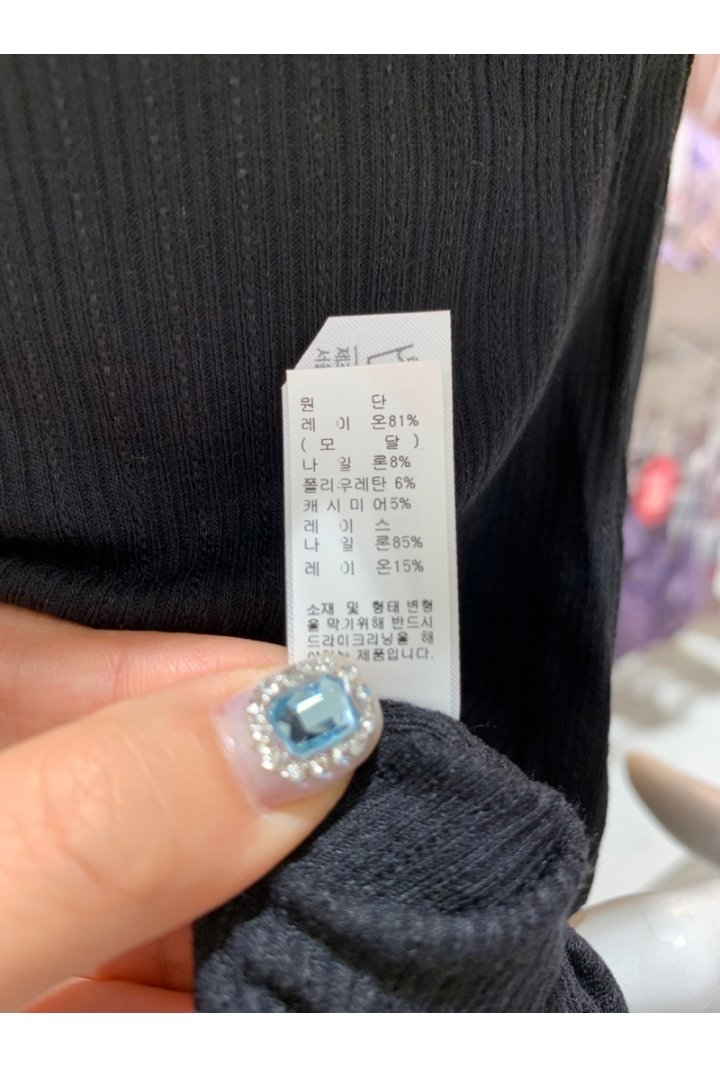 원 단
레 이 온81%
( 모 달 )
나 일 론8%
폴리우레탄 6%
캐시미어5%
레 이 스
나 일 론85%
레 이 온15%
소재 및 형태 변형
을 막기위해 반드시
드라이크리닝을 해
야하는 제품입니다.